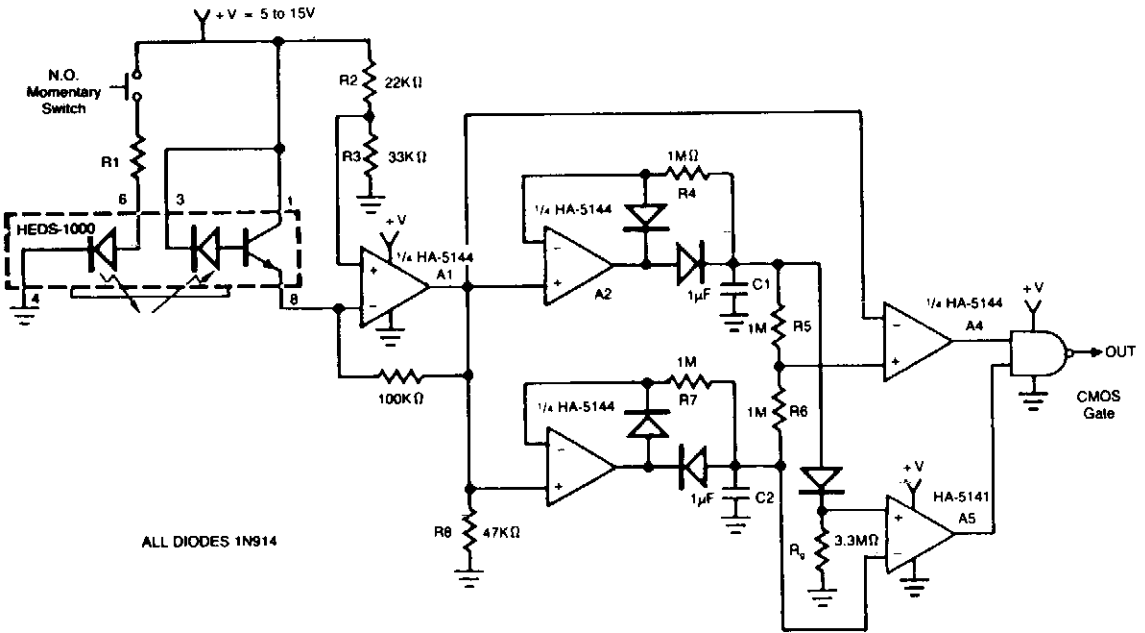 +V = 5 to 15V
N.O.
Momentary
Switch
R1
R2
22KΩ
R3
33KΩ
6
3
1
HEDS-1000
4
8
+V
1/4 HA-5144
A1
+
−
100KΩ
1MΩ
R4
1/4 HA-5144
−
+
A2
1μF
C1
1M
R5
1/4 HA-5144
−
+
A4
+V
OUT
CMOS
Gate
1M
R7
1/4 HA-5144
−
+
1μF
C2
1M
R6
R8
47KΩ
+V
HA-5141
+
−
A5
R9
3.3MΩ
ALL DIODES 1N914